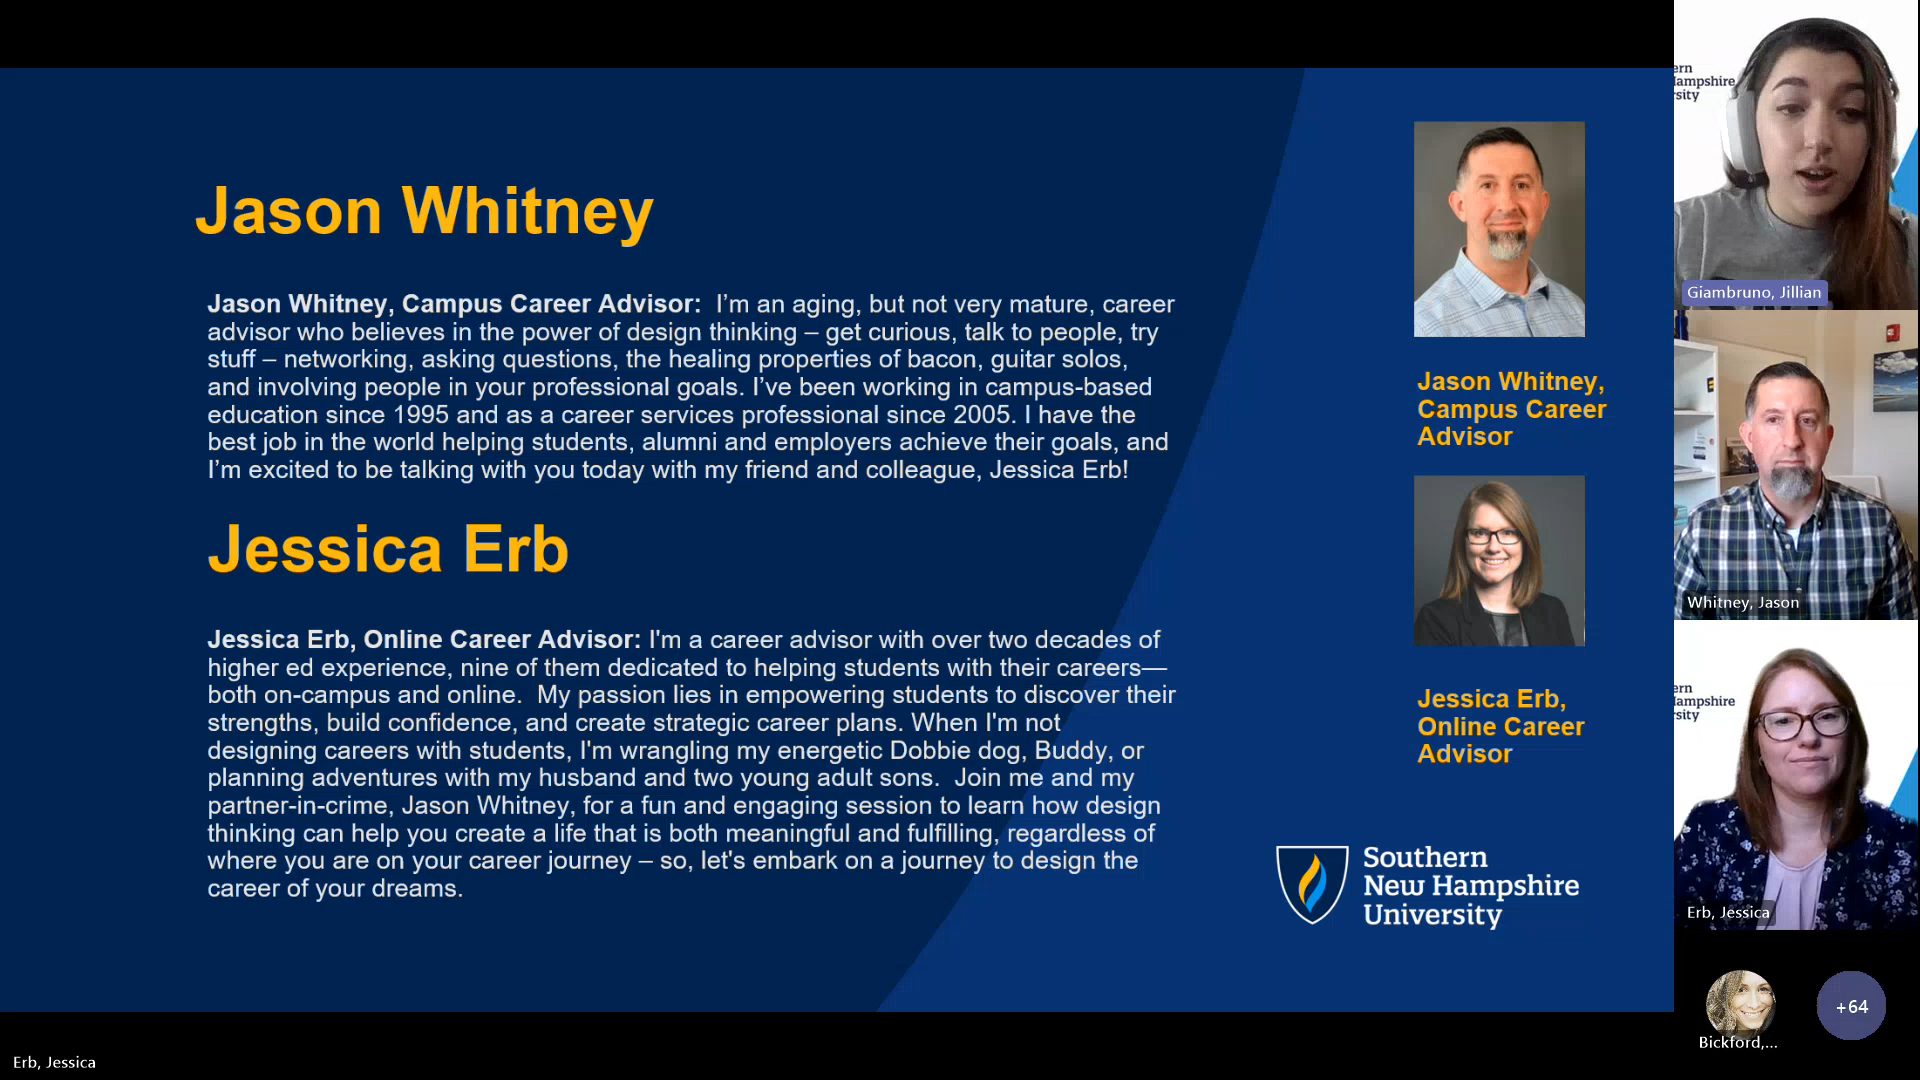 Jason Whitney
Jason Whitney, Campus Career Advisor:  I’m an aging, but not very mature, career
advisor who believes in the power of design thinking – get curious, talk to people, try
stuff – networking, asking questions, the healing properties of bacon, guitar solos,
and involving people in your professional goals. I’ve been working in campus-based
education since 1995 and as a career services professional since 2005. I have the
best job in the world helping students, alumni and employers achieve their goals, and
I’m excited to be talking with you today with my friend and colleague, Jessica Erb!
Jessica Erb
Jessica Erb, Online Career Advisor: I'm a career advisor with over two decades of
higher ed experience, nine of them dedicated to helping students with their careers—
both on-campus and online.  My passion lies in empowering students to discover their
strengths, build confidence, and create strategic career plans. When I'm not
designing careers with students, I'm wrangling my energetic Dobbie dog, Buddy, or
planning adventures with my husband and two young adult sons.  Join me and my
partner-in-crime, Jason Whitney, for a fun and engaging session to learn how design
thinking can help you create a life that is both meaningful and fulfilling, regardless of
where you are on your career journey – so, let's embark on a journey to design the
career of your dreams.
Jason Whitney,
Campus Career
Advisor
Jessica Erb,
Online Career
Advisor
Southern
New Hampshire
University
ern
Hampshire
rsity
Giambruno, Jillian
Whitney, Jason
ern
Hampshire
rsity
Erb, Jessica
Bickford,...
+64
Erb, Jessica